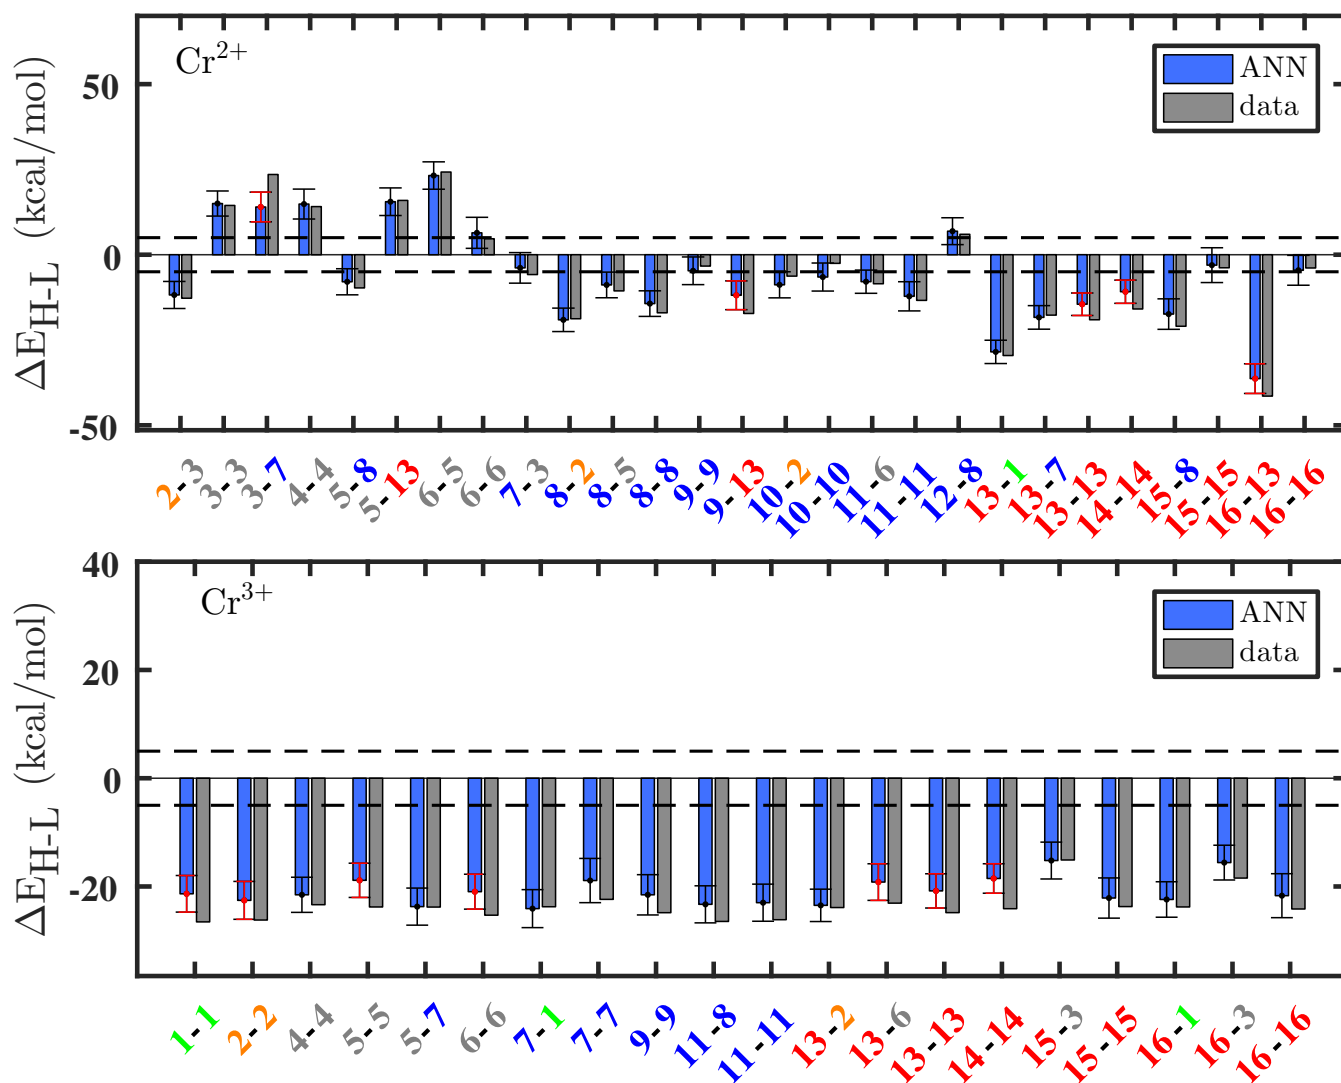 Cr2+
ANN
data
ΔEH-L (kcal/mol)
50
0
-50
2-3 3-3 3-7 4-4 5-8 5-13 6-5 6-6 7-3 8-2 8-5 8-8 9-9 9-13 10-2 10-10 11-6 11-11 12-8 13-1 13-7 13-13 14-14 15-8 15-15 16-13 16-16
Cr3+
ANN
data
ΔEH-L (kcal/mol)
40
20
0
-20
1-1 2-2 4-4 5-5 5-7 6-6 7-1 7-7 9-9 11-8 11-11 13-2 13-6 13-13 14-14 15-3 15-15 16-1 16-3 16-16